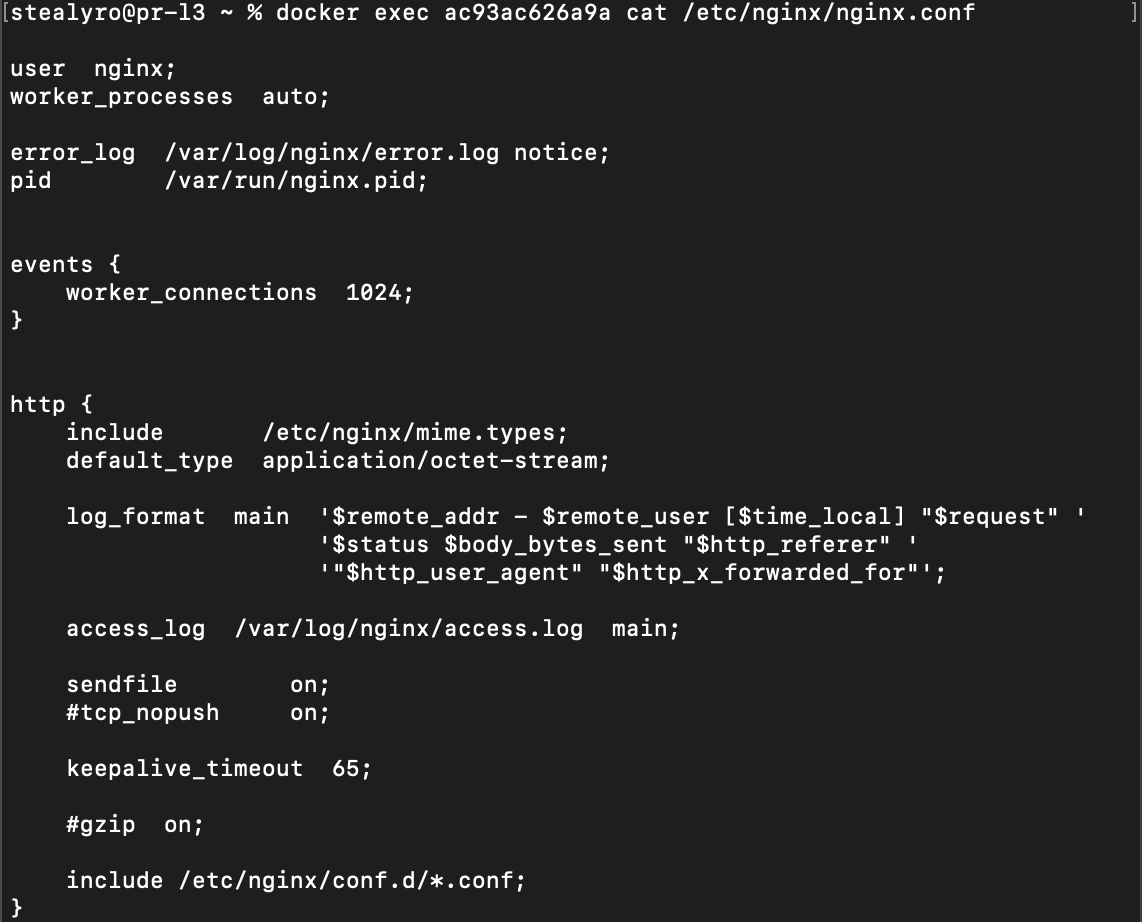 [stealyro@pr-l3 ~ % docker exec ac93ac626a9a cat /etc/nginx/nginx.conf ]

user  nginx;
worker_processes  auto;

error_log  /var/log/nginx/error.log notice;
pid        /var/run/nginx.pid;


events {
    worker_connections  1024;
}


http {
    include       /etc/nginx/mime.types;
    default_type  application/octet-stream;

    log_format  main  '$remote_addr - $remote_user [$time_local] "$request" '
                      '$status $body_bytes_sent "$http_referer" '
                      '"$http_user_agent" "$http_x_forwarded_for"';

    access_log  /var/log/nginx/access.log  main;

    sendfile        on;
    #tcp_nopush     on;

    keepalive_timeout  65;

    #gzip  on;

    include /etc/nginx/conf.d/*.conf;
}